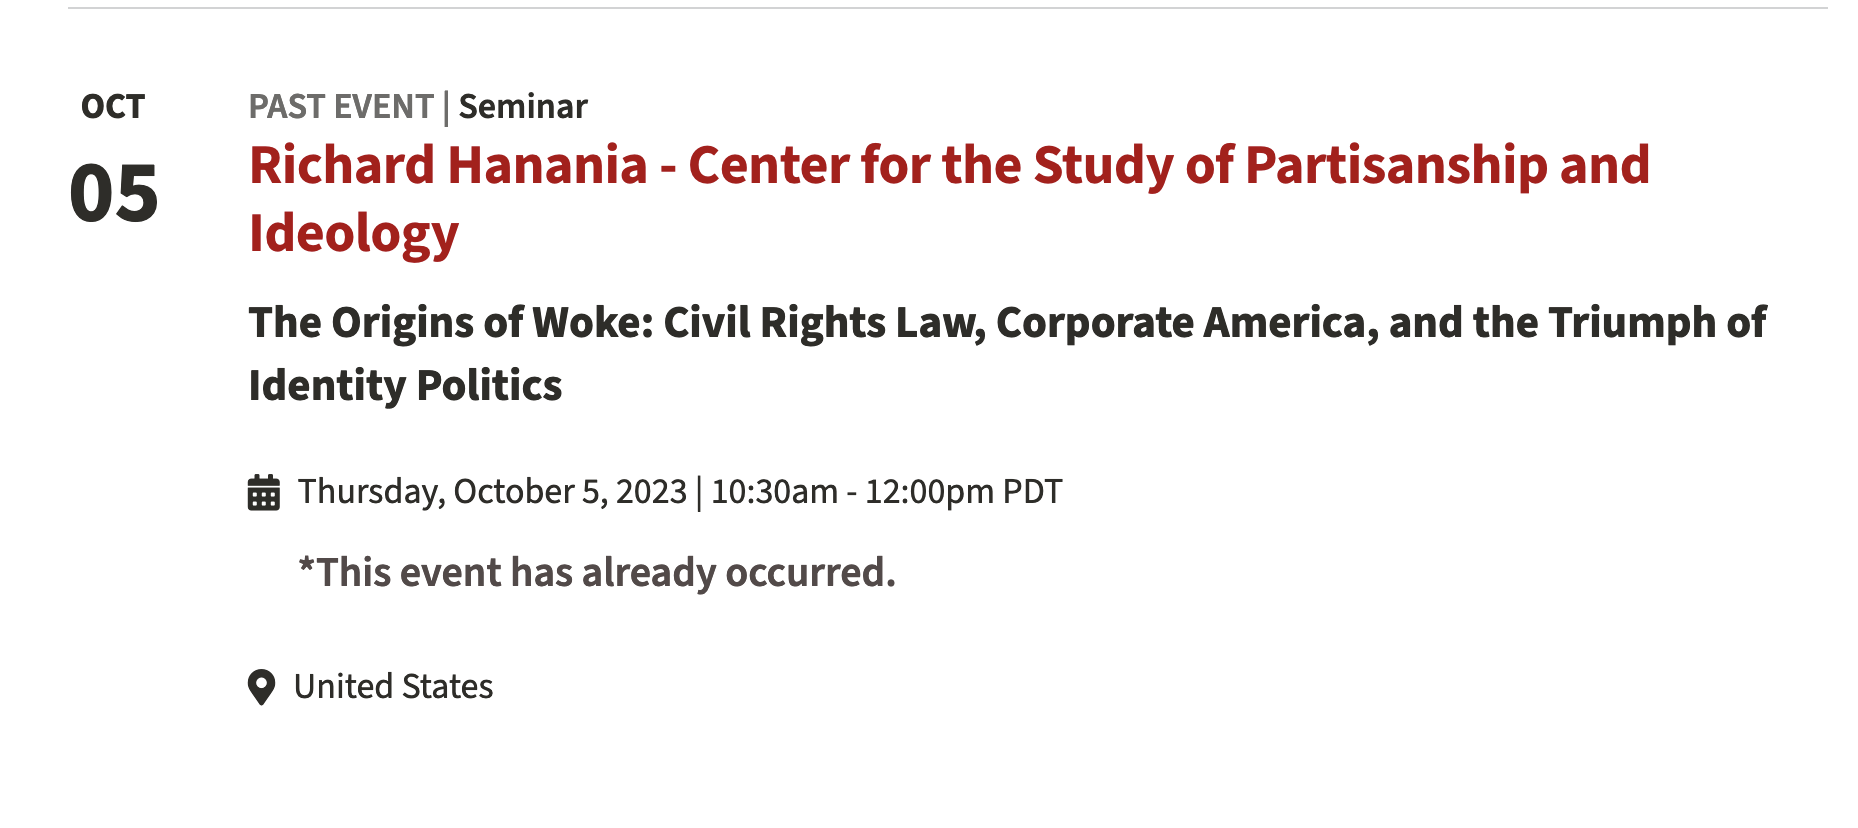 OCT
05
PAST EVENT | Seminar
Richard Hanania - Center for the Study of Partisanship and
Ideology
The Origins of Woke: Civil Rights Law, Corporate America, and the Triumph of
Identity Politics
Thursday, October 5, 2023 | 10:30am - 12:00pm PDT
*This event has already occurred.
United States